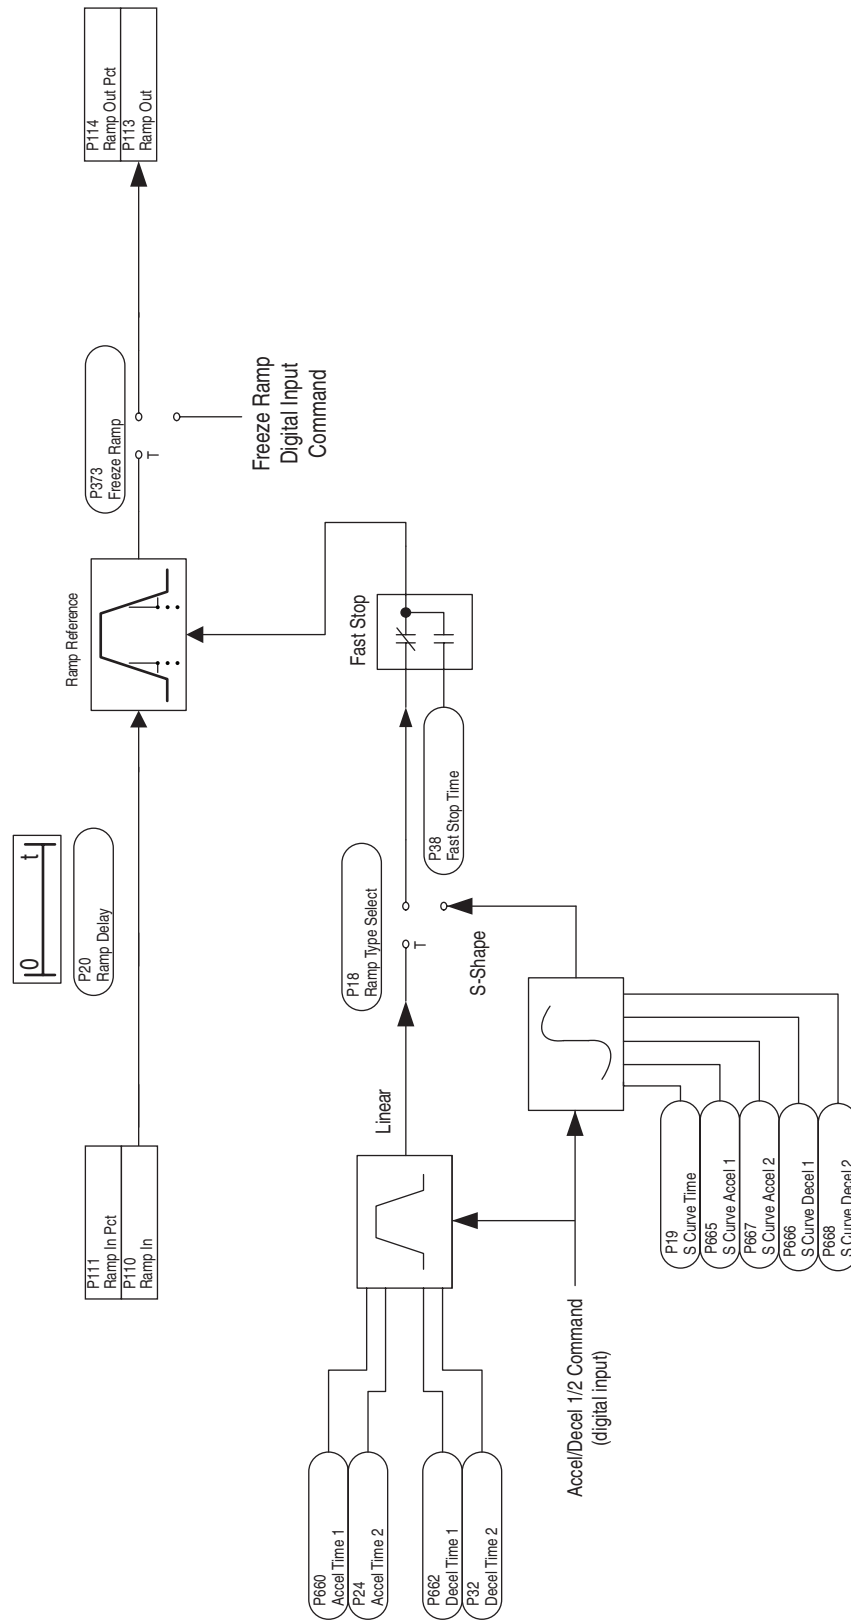 P111
Ramp In Pct
P110
Ramp In
0 t
P20
Ramp Delay
Ramp Reference
P373
Freeze Ramp
T
Freeze Ramp
Digital Input
Command
P114
Ramp Out Pct
P113
Ramp Out
P660
Accel Time 1
P24
Accel Time 2
P662
Decel Time 1
P32
Decel Time 2
Linear
P18
Ramp Type Select
T
S-Shape
P38
Fast Stop Time
Fast Stop
Accel/Decel 1/2 Command
(digital input)
P19
S Curve Time
P665
S Curve Accel 1
P667
S Curve Accel 2
P666
S Curve Decel 1
P668
S Curve Decel 2